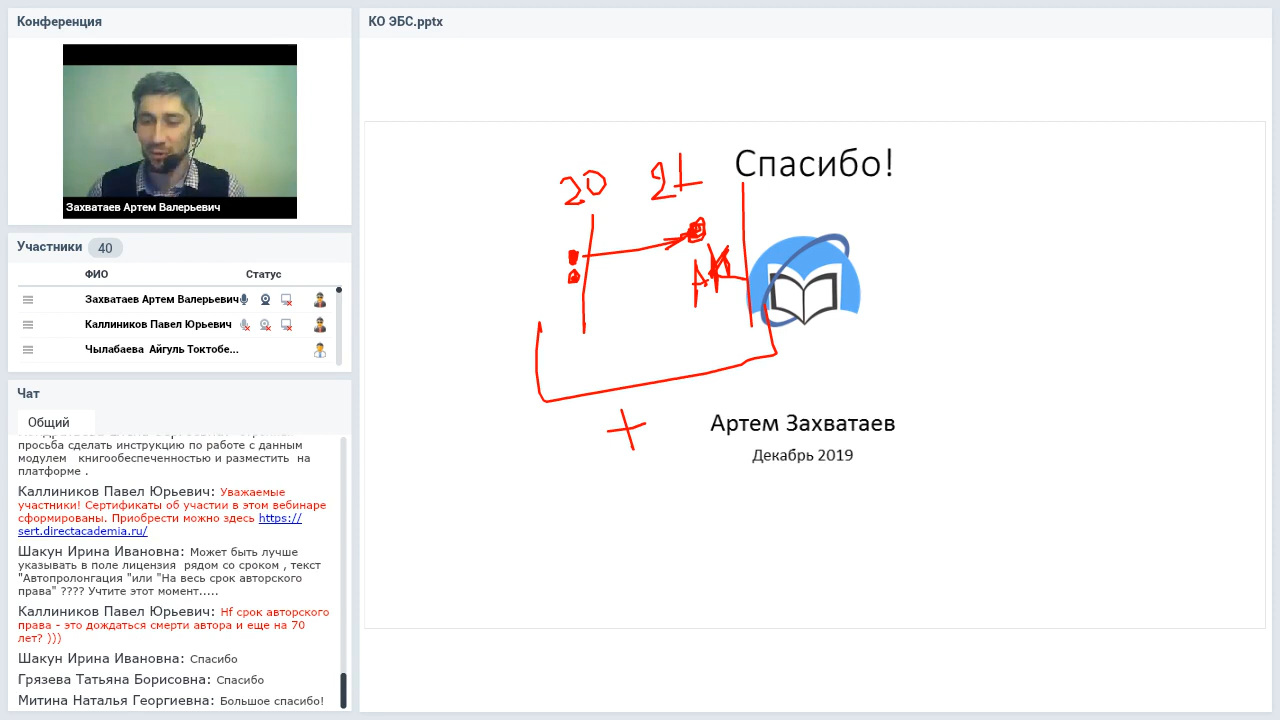 Конференция
Захватаев Артем Валерьевич
Участники 40
ФИО Статус
Захватаев Артем Валерьевич
Каллиников Павел Юрьевич
Чылабаева Айгуль Токтобе...
Чат
Общий
просьба сделать инструкцию по работе с данным
модулем книгообеспеченностью и разместить на
платформе .
Каллиников Павел Юрьевич: Уважаемые
участники! Сертификаты об участии в этом вебинаре
сформированы. Приобрести можно здесь https://
sert.directacademia.ru/
Шакун Ирина Ивановна: Может быть лучше
указывать в поле лицензия рядом со сроком , текст
"Автопролонгация "или "На весь срок авторского
права" ???? Учтите этот момент.....
Каллиников Павел Юрьевич: Hf срок авторского
права - это дождаться смерти автора и еще на 70
лет? )))
Шакун Ирина Ивановна: Спасибо
Грязева Татьяна Борисовна: Спасибо
Митина Наталья Георгиевна: Большое спасибо!
КО ЭБС.pptx
Спасибо!
20 21
+
Артем Захватаев
Декабрь 2019